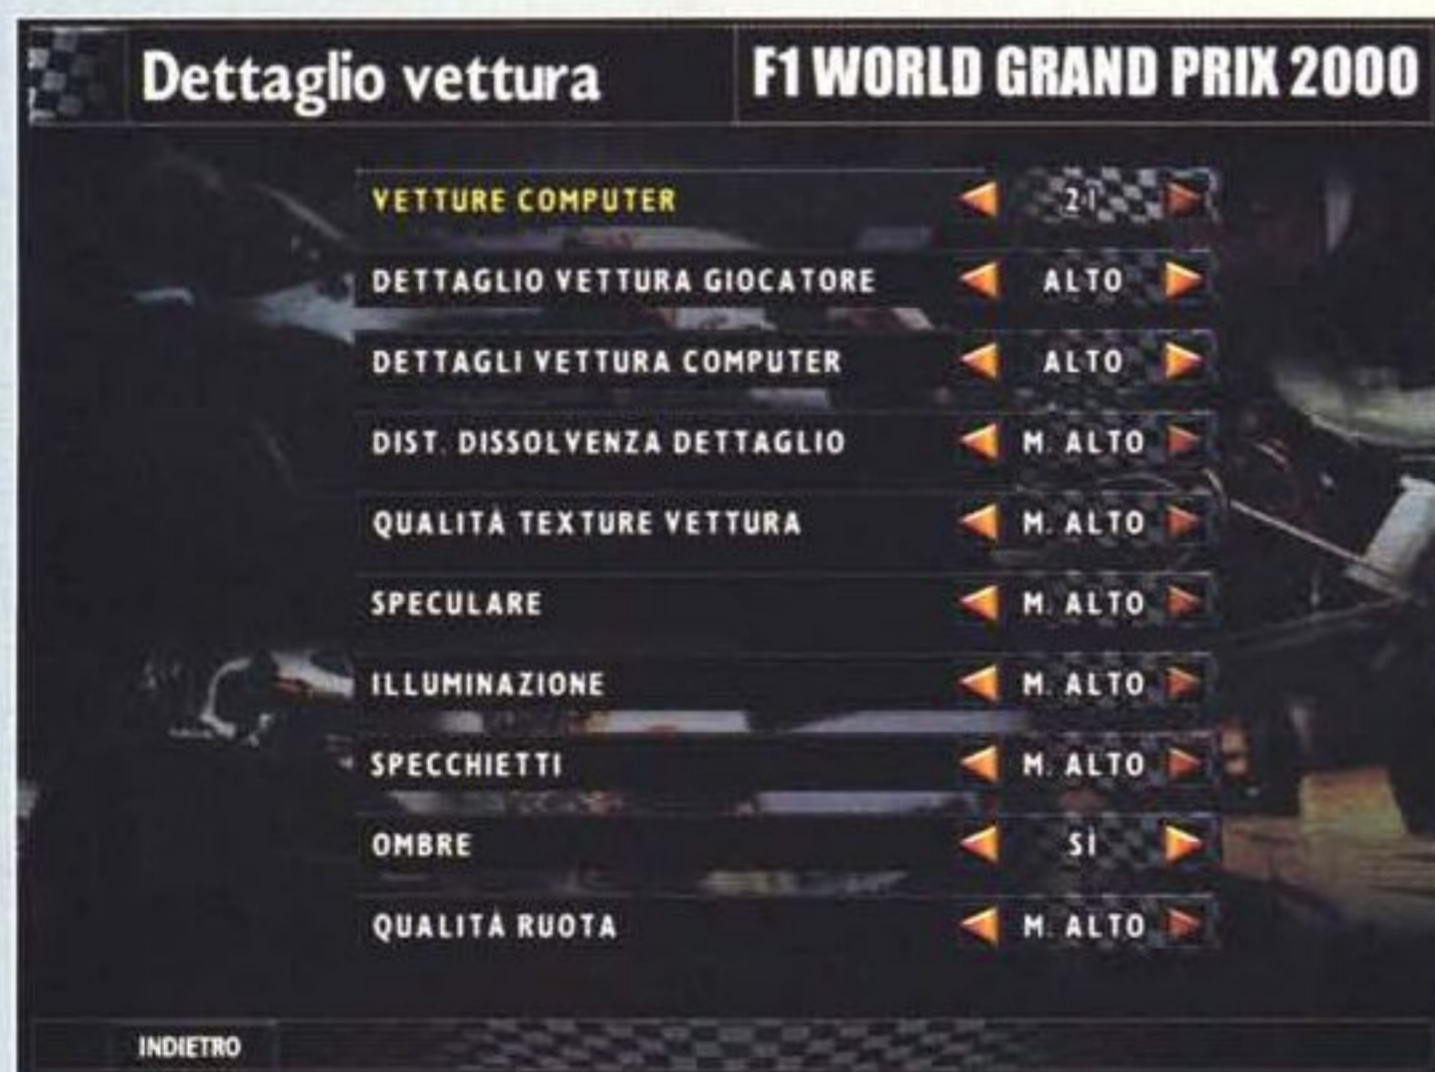 Dettaglio vettura F1 WORLD GRAND PRIX 2000
VETTURE COMPUTER 21
DETTAGLIO VETTURA GIOCATORE ALTO
DETTAGLI VETTURA COMPUTER ALTO
DIST. DISSOLVENZA DETTAGLIO M. ALTO
QUALITÀ TEXTURE VETTURA M. ALTO
SPECULARE M. ALTO
ILLUMINAZIONE M. ALTO
SPECCHIETTI M. ALTO
OMBRE SÌ
QUALITÀ RUOTA M. ALTO
INDIETRO